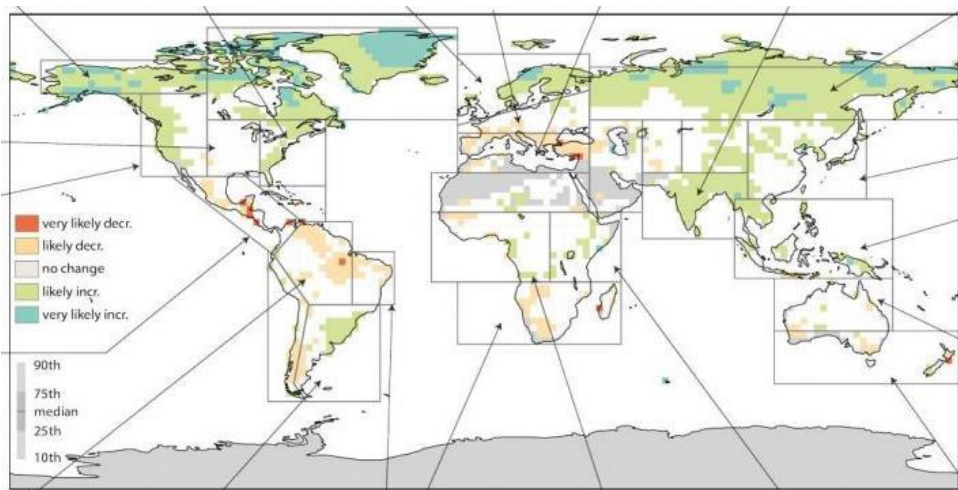 very likely decr.
likely decr.
no change
likely incr.
very likely incr.
90th
75th
median
25th
10th